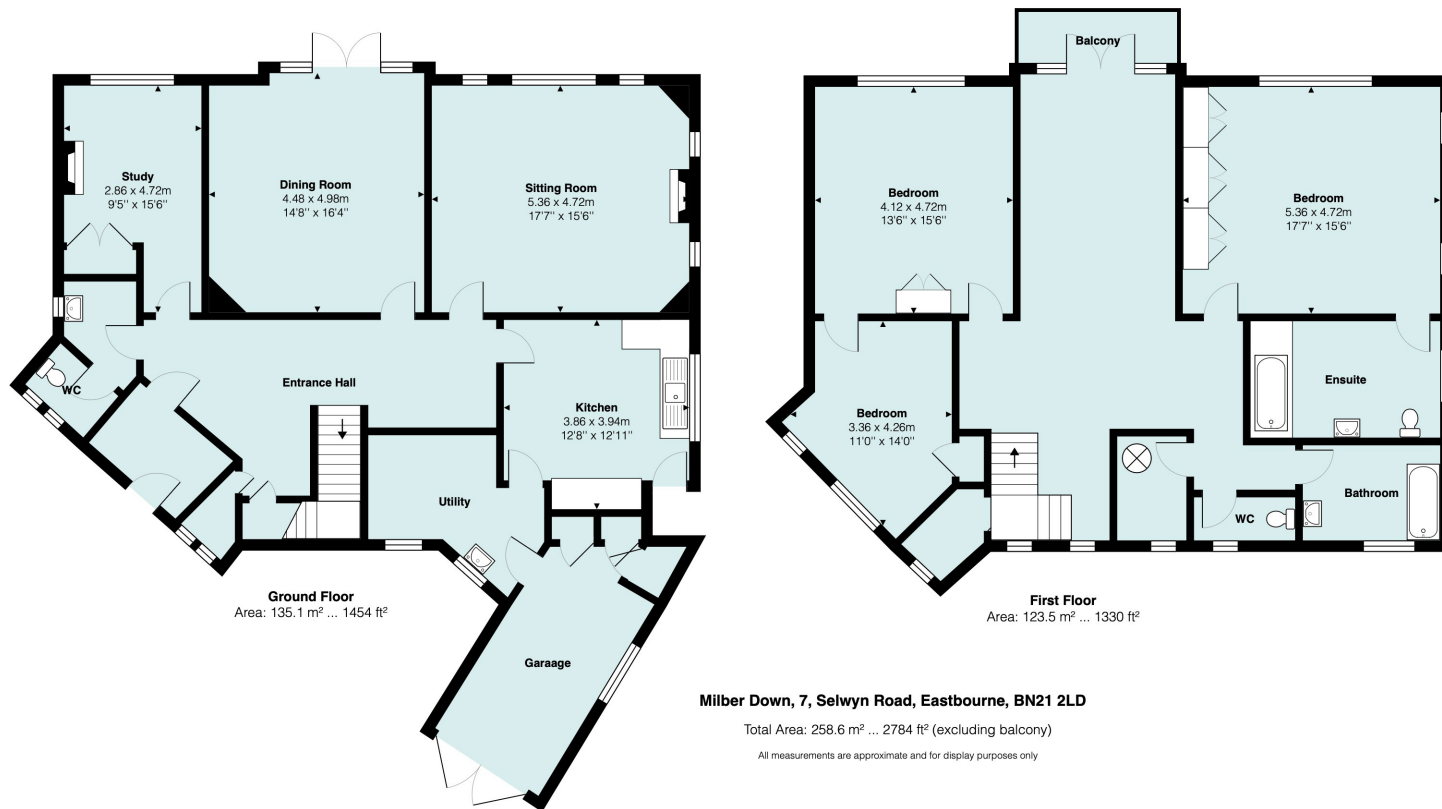 Study
2.86 x 4.72m
9'5'' x 15'6''
Dining Room
4.48 x 4.98m
14'8'' x 16'4''
Sitting Room
5.36 x 4.72m
17'7'' x 15'6''
WC
Entrance Hall
Kitchen
3.86 x 3.94m
12'8'' x 12'11''
Utility
Garaage
Ground Floor
Area: 135.1 m² ... 1454 ft²
Balcony
Bedroom
4.12 x 4.72m
13'6'' x 15'6''
Bedroom
5.36 x 4.72m
17'7'' x 15'6''
Bedroom
3.36 x 4.26m
11'0'' x 14'0''
Ensuite
WC
Bathroom
First Floor
Area: 123.5 m² ... 1330 ft²
Milber Down, 7, Selwyn Road, Eastbourne, BN21 2LD
Total Area: 258.6 m² ... 2784 ft² (excluding balcony)
All measurements are approximate and for display purposes only